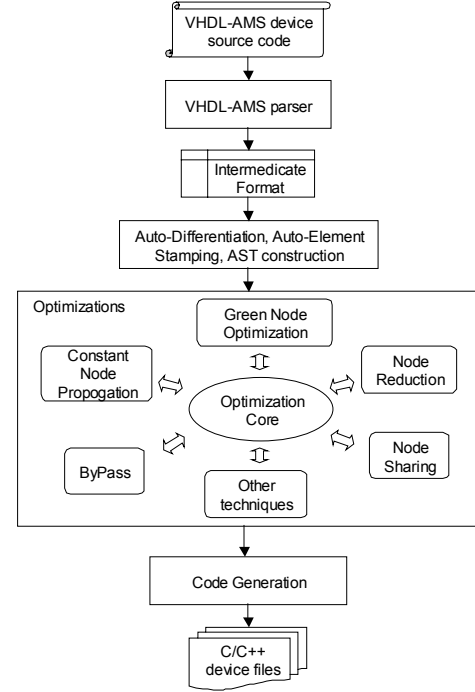 VHDL-AMS device
source code
VHDL-AMS parser
Intermedicate
Format
Auto-Differentiation, Auto-Element
Stamping, AST construction
Optimizations
Green Node
Optimization
Constant
Node
Propogation
Node
Reduction
Optimization
Core
ByPass
Node
Sharing
Other
techniques
Code Generation
C/C++
device files